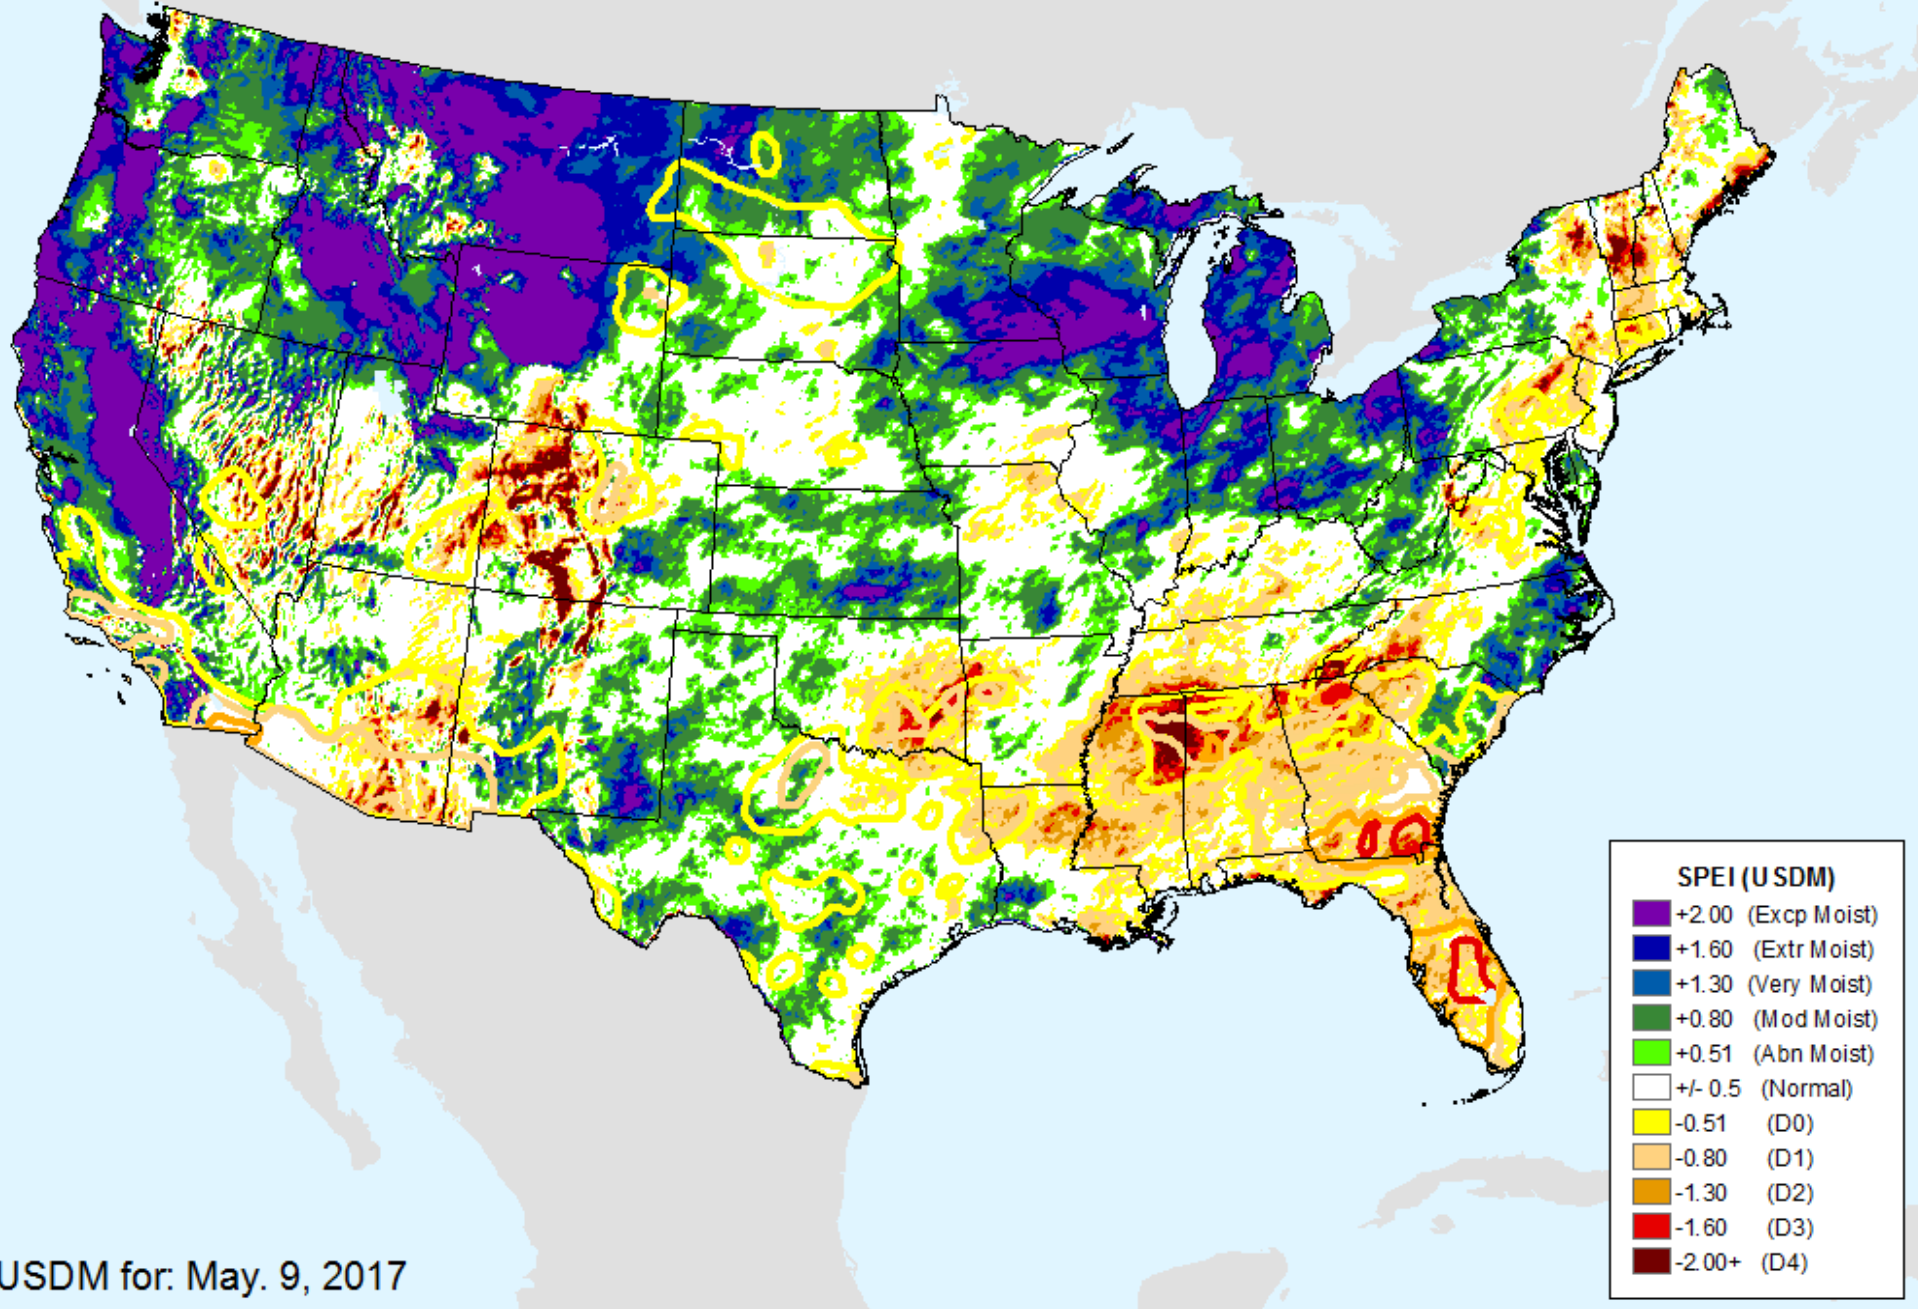 SPEI (USDM)
+2.00 (Excp Moist)
+1.60 (Extr Moist)
+1.30 (Very Moist)
+0.80 (Mod Moist)
+0.51 (Abn Moist)
+/- 0.5 (Normal)
-0.51 (D0)
-0.80 (D1)
-1.30 (D2)
-1.60 (D3)
-2.00+ (D4)
USDM for: May. 9, 2017